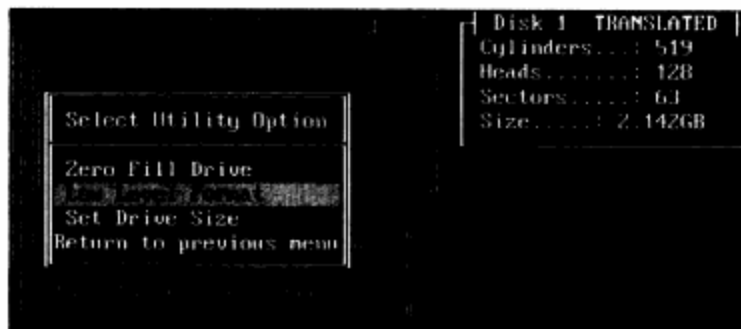 Disk 1 TRANSLATED
Cylinders...: 519
Heads.......: 128
Sectors.....: 63
Size.....: 2.142GB
Select Utility Option
Zero Fill Drive
Set Drive Size
Return to previous menu